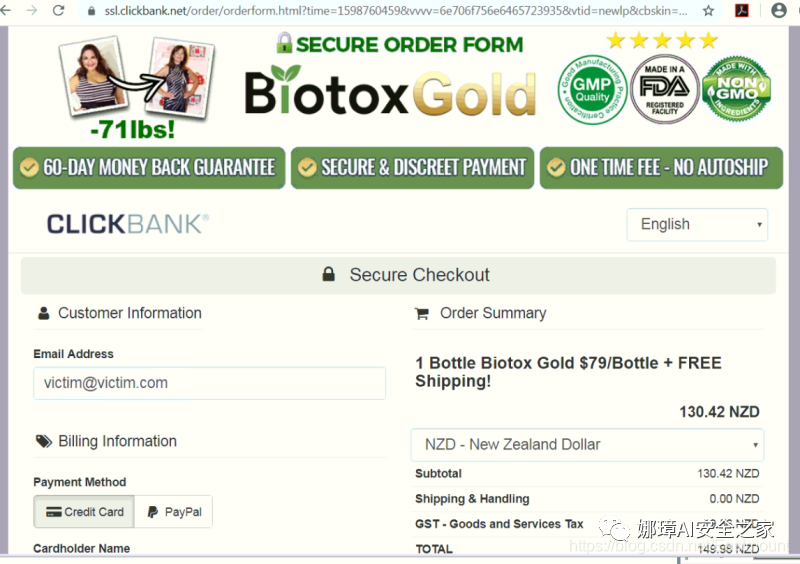 ssl.clickbank.net/order/orderform.html?time=1598760459&vvvv=6e706f756e6465723935&vtid=newlp&cbskin=...
SECURE ORDER FORM
BiotoxGold
-71lbs!
Good Manufacturing Practice Certification
GMP
Quality
MADE IN A
FDA
REGISTERED
FACILITY
MADE WITH
NON
GMO
INGREDIENTS
60-DAY MONEY BACK GUARANTEE
SECURE & DISCREET PAYMENT
ONE TIME FEE - NO AUTOSHIP
CLICKBANK®
English
Secure Checkout
Customer Information
Email Address
victim@victim.com
Billing Information
Payment Method
Credit Card
PayPal
Cardholder Name
Order Summary
1 Bottle Biotox Gold $79/Bottle + FREE
Shipping!
130.42 NZD
NZD - New Zealand Dollar
Subtotal 130.42 NZD
Shipping & Handling 0.00 NZD
GST - Goods and Services Tax NZD
TOTAL 149.98 NZD
娜璋AI安全之家